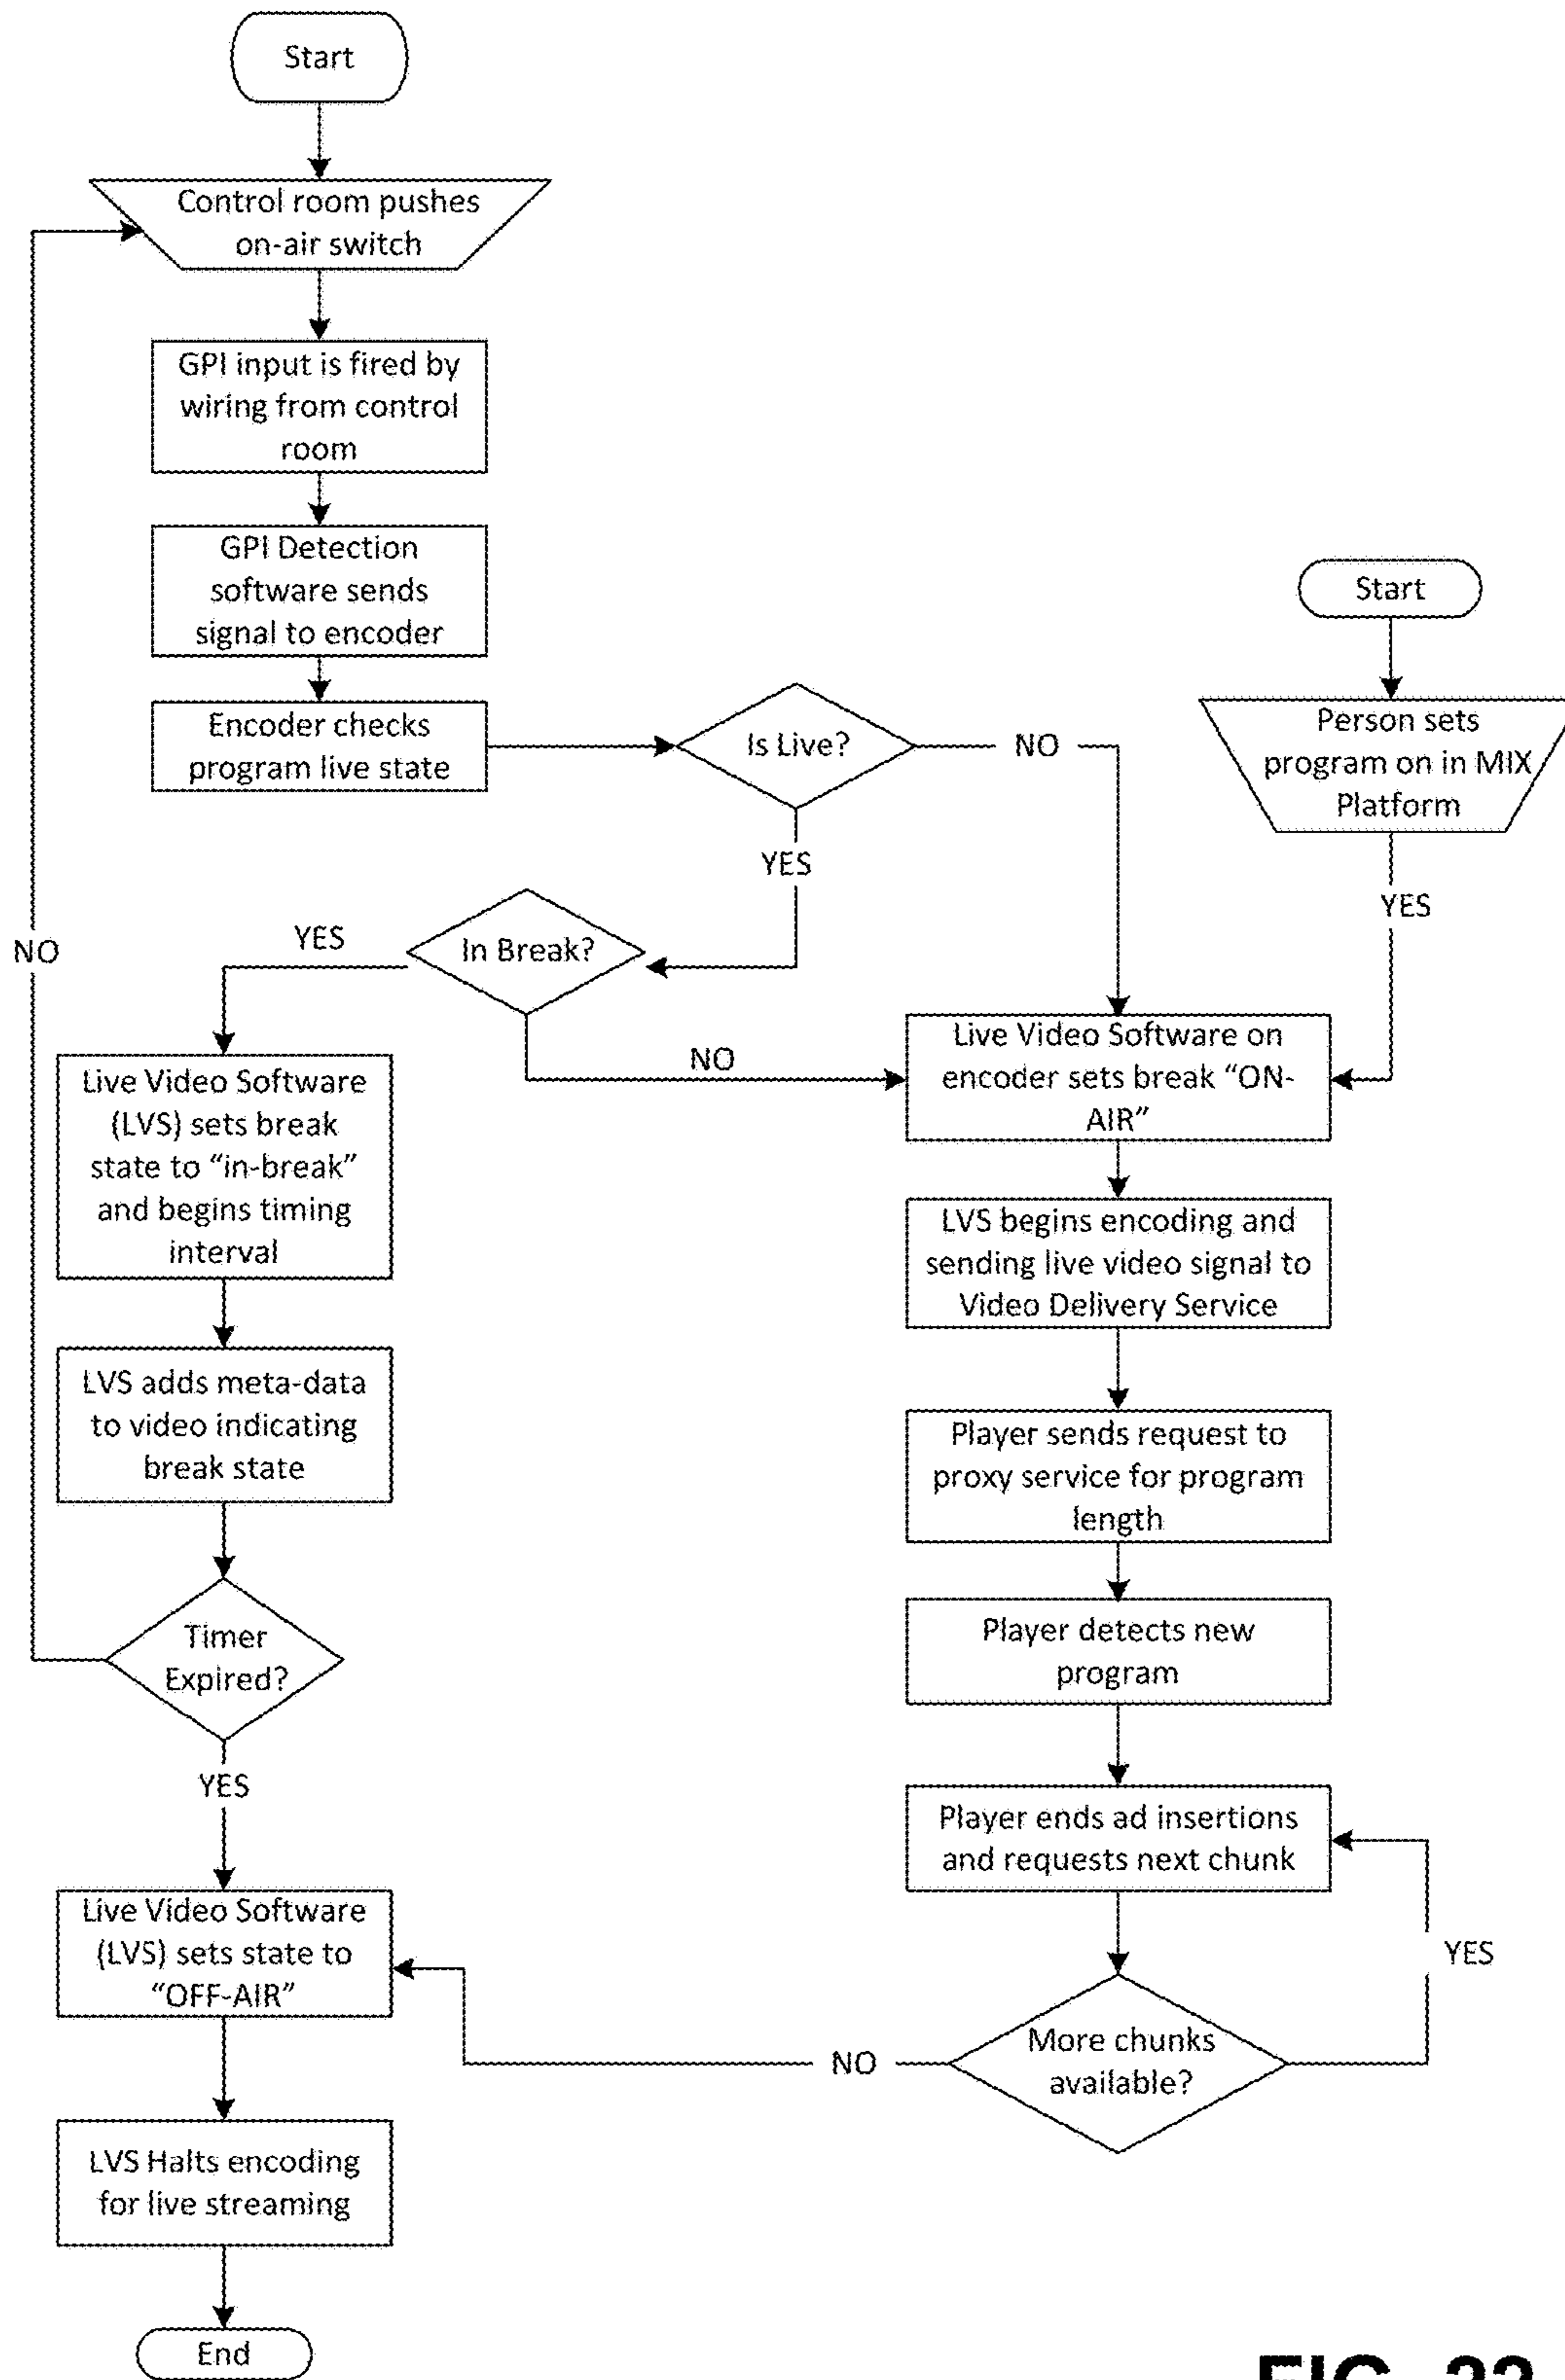 Start
Control room pushes
on-air switch
GPI input is fired by
wiring from control
room
GPI Detection
software sends
signal to encoder
Start
Encoder checks
program live state
Is Live?
NO
Person sets
program on in MIX
Platform
YES
YES
NO
YES
In Break?
NO
Live Video Software on
encoder sets break “ON-
AIR”
Live Video Software
(LVS) sets break
state to “in-break”
and begins timing
interval
LVS begins encoding and
sending live video signal to
Video Delivery Service
LVS adds meta-data
to video indicating
break state
Player sends request to
proxy service for program
length
Timer
Expired?
Player detects new
program
YES
Player ends ad insertions
and requests next chunk
Live Video Software
(LVS) sets state to
“OFF-AIR”
YES
NO
More chunks
available?
LVS Halts encoding
for live streaming
End